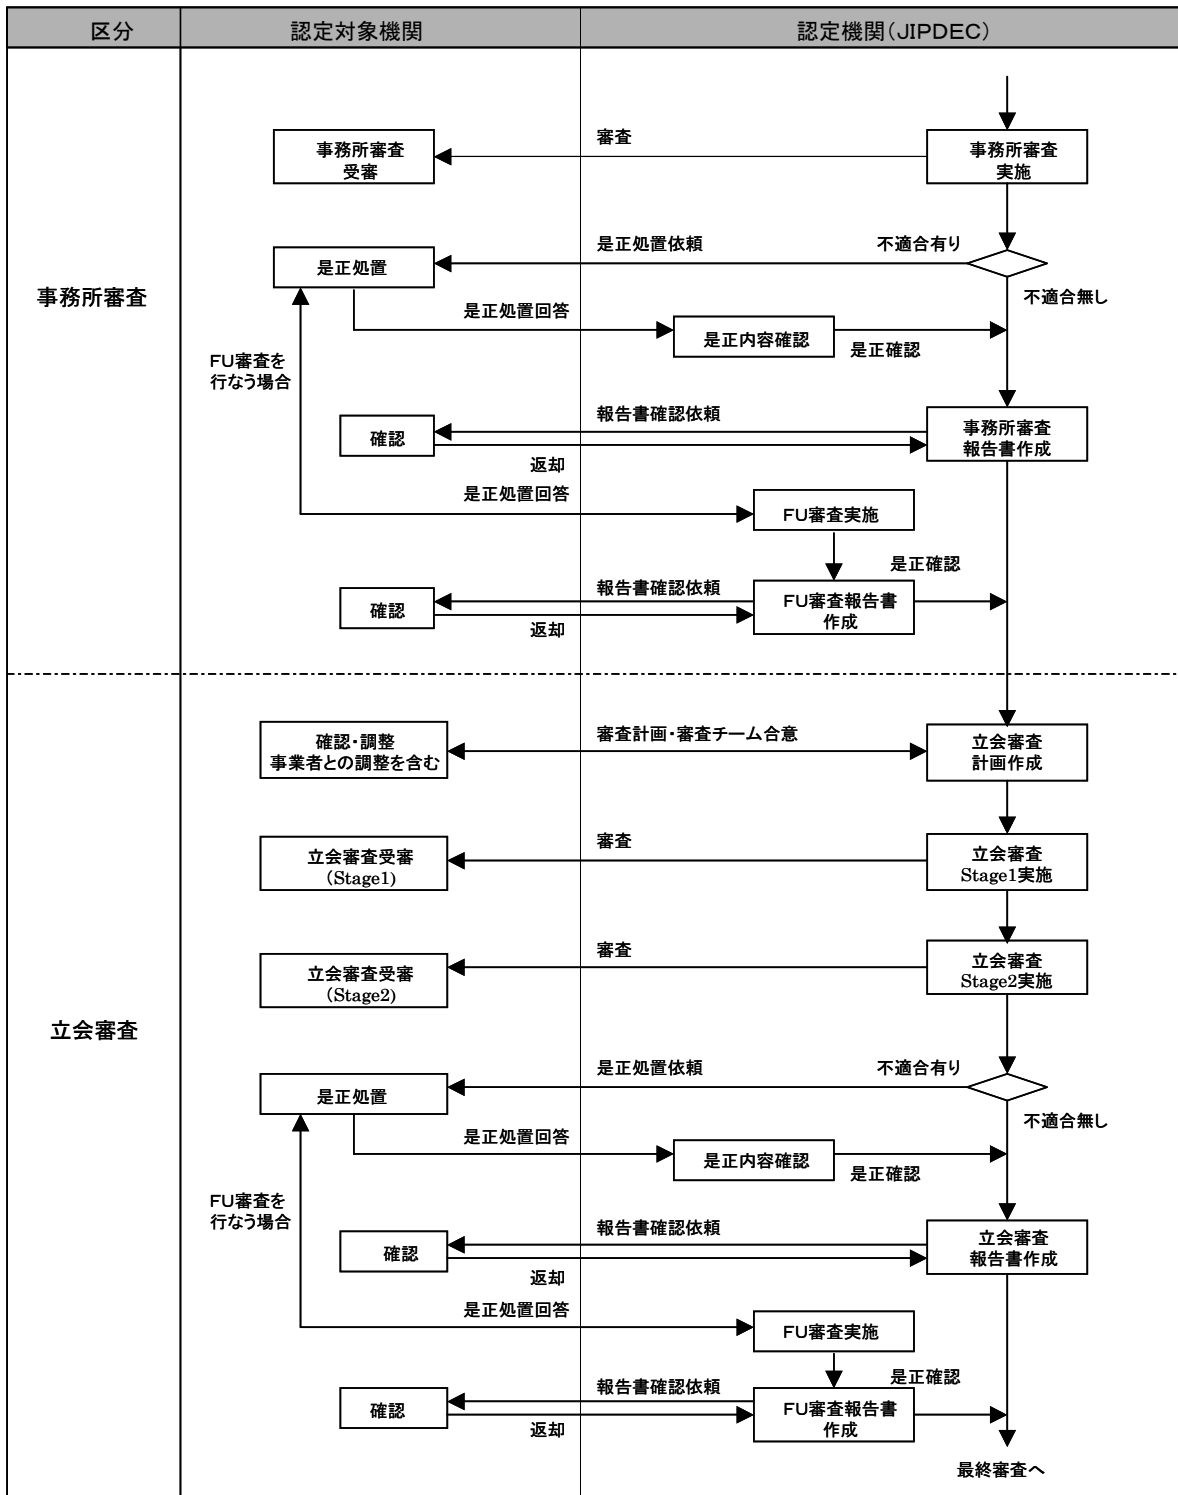 区分
認定対象機関
認定機関(JIPDEC)
審査
事務所審査
受審
事務所審査
実施
是正処置依頼
不適合有り
是正処置
事務所審査
不適合無し
是正処置回答
是正内容確認
是正確認
FU審査を
行なう場合
報告書確認依頼
確認
事務所審査
報告書作成
返却
是正処置回答
FU審査実施
是正確認
報告書確認依頼
確認
FU審査報告書
作成
返却
確認・調整
事業者との調整を含む
審査計画・審査チーム合意
立会審査
計画作成
審査
立会審査受審
(Stage1)
立会審査
Stage1実施
審査
立会審査受審
(Stage2)
立会審査
Stage2実施
立会審査
是正処置依頼
不適合有り
是正処置
不適合無し
是正処置回答
是正内容確認
是正確認
FU審査を
行なう場合
報告書確認依頼
確認
立会審査
報告書作成
返却
是正処置回答
FU審査実施
是正確認
報告書確認依頼
確認
FU審査報告書
作成
返却
最終審査へ